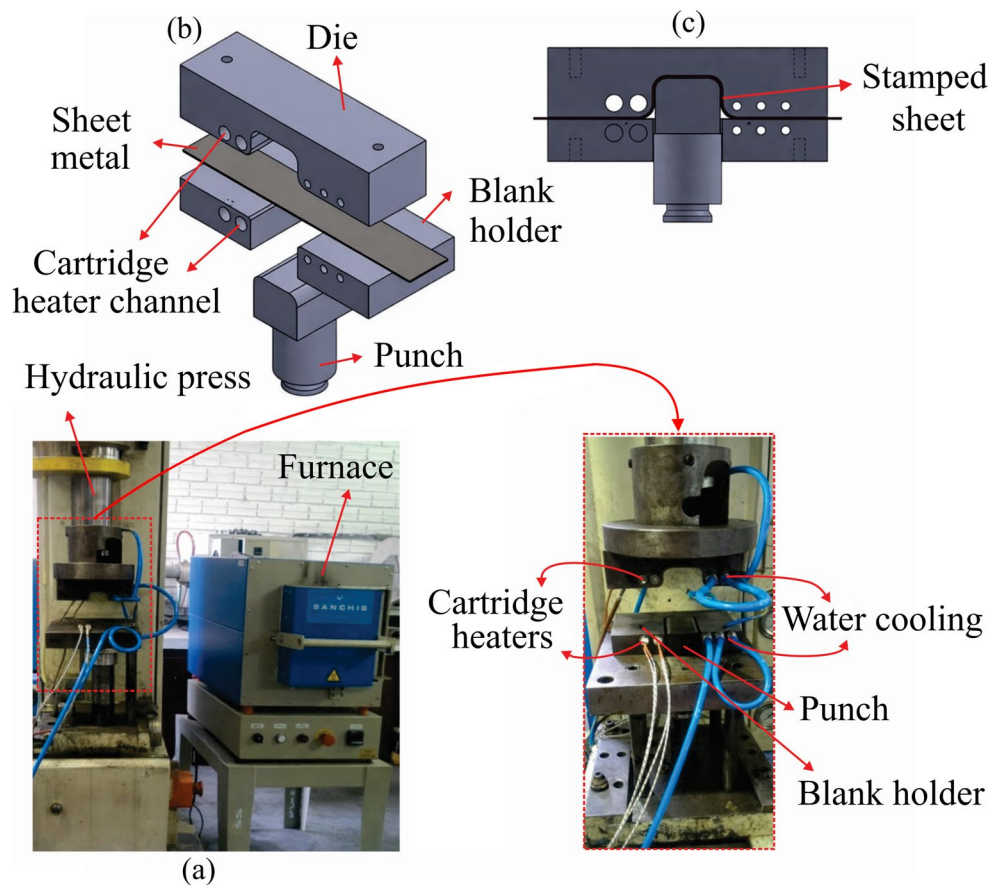 (b)
Die
(c)
Stamped
sheet
Sheet
metal
Blank
holder
Cartridge
heater channel
Punch
Hydraulic press
Furnace
SANCHIS
Cartridge
heaters
Water cooling
Punch
Blank holder
(a)